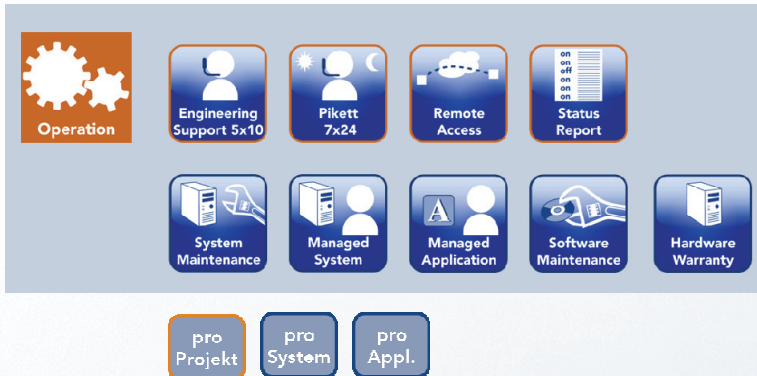 Operation
Engineering
Support 5x10
Pikett
7x24
Remote
Access
on
on
off
on
on
on
Status
Report
System
Maintenance
Managed
System
A
Managed
Application
Software
Maintenance
Hardware
Warranty
pro
Projekt
pro
System
pro
Appl.